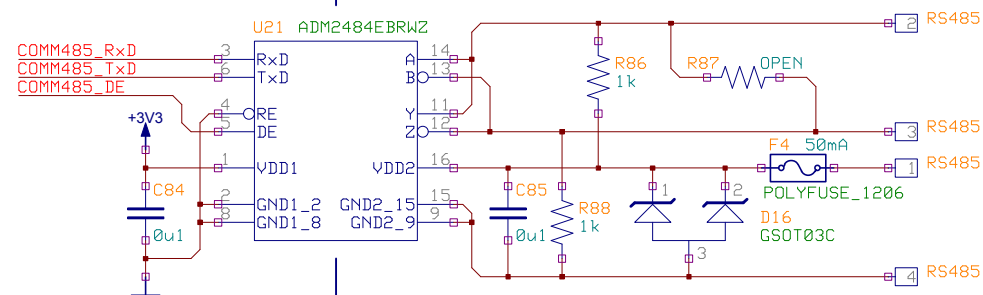 U21 ADM2484EBRWZ
2 RS485
COMM485_RxD 3 RxD A 14
COMM485_TxD 6 TxD B 13
COMM485_DE
R86 1k
R87 OPEN
4 RE Y 11
+3V3
5 DE Z 12
3 RS485
F4 50mA
1 VDD1 VDD2 16
1 RS485
POLYFUSE_1206
C84 0u1
2 GND1_2 GND2_15 15
8 GND1_8 GND2_9 9
C85 0u1
R88 1k
1 2
D16
GSOT03C
3
4 RS485